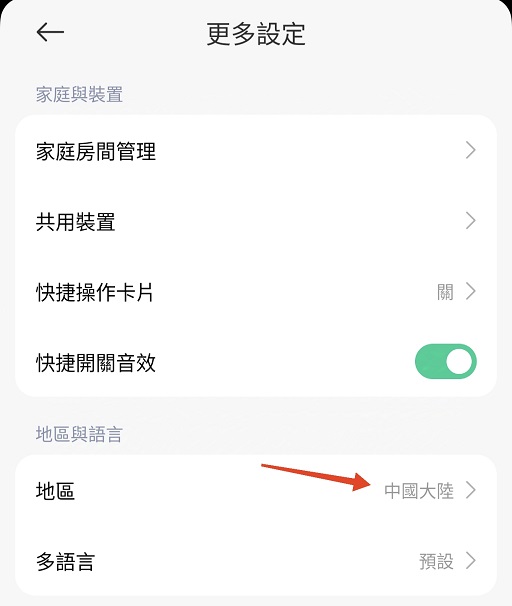 更多設定
家庭與裝置
家庭房間管理
共用裝置
快捷操作卡片 關
快捷開關音效
地區與語言
地區 中國大陸
多語言 預設